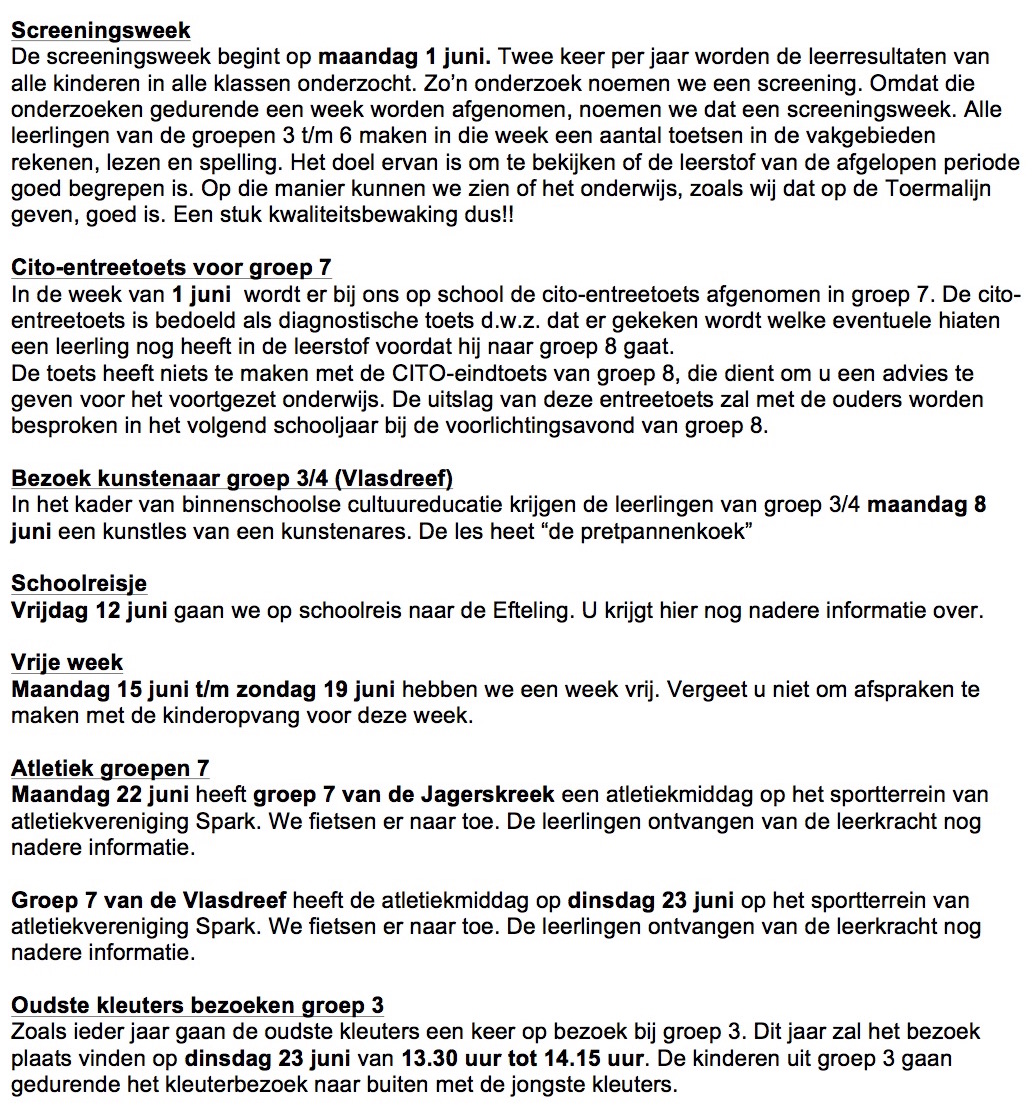 Screeningsweek
De screeningsweek begint op maandag 1 juni. Twee keer per jaar worden de leerresultaten van
alle kinderen in alle klassen onderzocht. Zo’n onderzoek noemen we een screening. Omdat die
onderzoeken gedurende een week worden afgenomen, noemen we dat een screeningsweek. Alle
leerlingen van de groepen 3 t/m 6 maken in die week een aantal toetsen in de vakgebieden
rekenen, lezen en spelling. Het doel ervan is om te bekijken of de leerstof van de afgelopen periode
goed begrepen is. Op die manier kunnen we zien of het onderwijs, zoals wij dat op de Toermalijn
geven, goed is. Een stuk kwaliteitsbewaking dus!!
Cito-entreetoets voor groep 7
In de week van 1 juni  wordt er bij ons op school de cito-entreetoets afgenomen in groep 7. De cito-
entreetoets is bedoeld als diagnostische toets d.w.z. dat er gekeken wordt welke eventuele hiaten
een leerling nog heeft in de leerstof voordat hij naar groep 8 gaat.
De toets heeft niets te maken met de CITO-eindtoets van groep 8, die dient om u een advies te
geven voor het voortgezet onderwijs. De uitslag van deze entreetoets zal met de ouders worden
besproken in het volgend schooljaar bij de voorlichtingsavond van groep 8.
Bezoek kunstenaar groep 3/4 (Vlasdreef)
In het kader van binnenschoolse cultuureducatie krijgen de leerlingen van groep 3/4 maandag 8
juni een kunstles van een kunstenares. De les heet “de pretpannenkoek”
Schoolreisje
Vrijdag 12 juni gaan we op schoolreis naar de Efteling. U krijgt hier nog nadere informatie over.
Vrije week
Maandag 15 juni t/m zondag 19 juni hebben we een week vrij. Vergeet u niet om afspraken te
maken met de kinderopvang voor deze week.
Atletiek groepen 7
Maandag 22 juni heeft groep 7 van de Jagerskreek een atletiekmiddag op het sportterrein van
atletiekvereniging Spark. We fietsen er naar toe. De leerlingen ontvangen van de leerkracht nog
nadere informatie.
Groep 7 van de Vlasdreef heeft de atletiekmiddag op dinsdag 23 juni op het sportterrein van
atletiekvereniging Spark. We fietsen er naar toe. De leerlingen ontvangen van de leerkracht nog
nadere informatie.
Oudste kleuters bezoeken groep 3
Zoals ieder jaar gaan de oudste kleuters een keer op bezoek bij groep 3. Dit jaar zal het bezoek
plaats vinden op dinsdag 23 juni van 13.30 uur tot 14.15 uur. De kinderen uit groep 3 gaan
gedurende het kleuterbezoek naar buiten met de jongste kleuters.